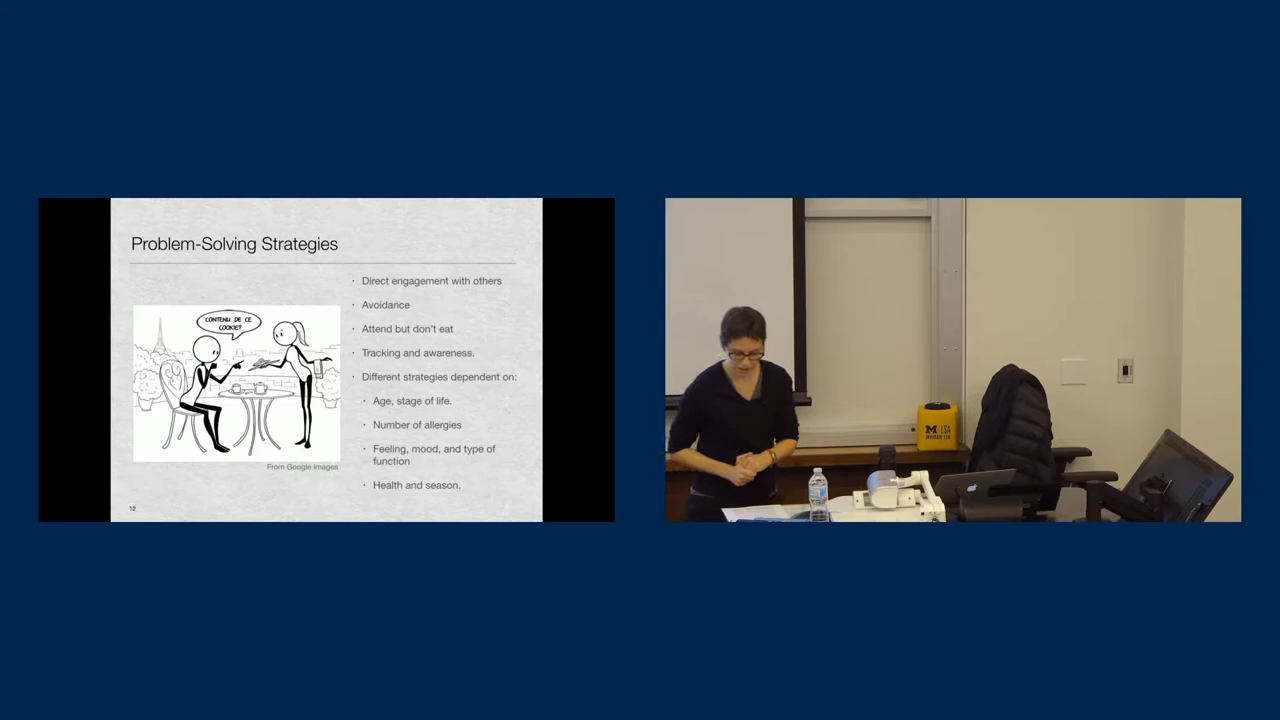 Problem-Solving Strategies
CONTENU DE CE
COOKIE?
From Google Images
· Direct engagement with others
· Avoidance
· Attend but don't eat
· Tracking and awareness.
· Different strategies dependent on:
· Age, stage of life.
· Number of allergies
· Feeling, mood, and type of
function
· Health and season.
12
M LSA
WEISER 110